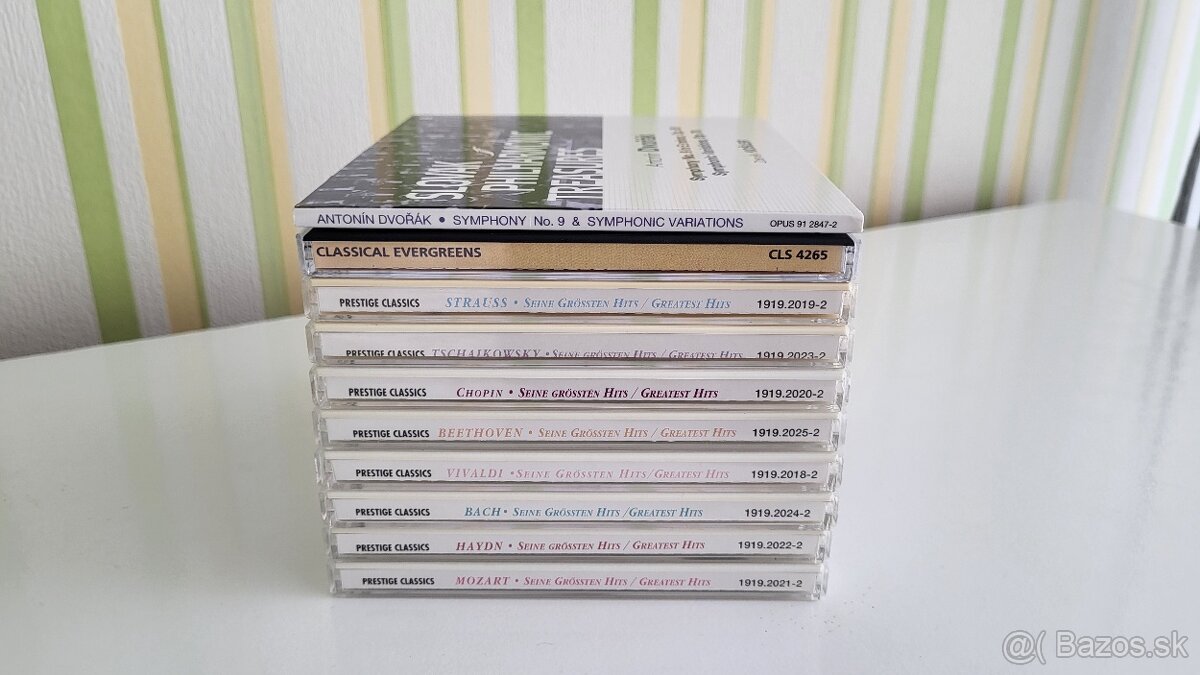 SLOVAK
PHILHARMONIC
TREASURES
Antonín Dvořák
ANTONÍN DVOŘÁK • SYMPHONY No. 9 & SYMPHONIC VARIATIONS OPUS 91 2847-2
CLASSICAL EVERGREENS CLS 4265
PRESTIGE CLASSICS STRAUSS • SEINE GRÖSSTEN HITS / GREATEST HITS 1919.2019-2
PRESTIGE CLASSICS TSCHAIKOWSKY • SEINE GRÖSSTEN HITS / GREATEST HITS 1919.2023-2
PRESTIGE CLASSICS CHOPIN • SEINE GRÖSSTEN HITS / GREATEST HITS 1919.2020-2
PRESTIGE CLASSICS BEETHOVEN • SEINE GRÖSSTEN HITS / GREATEST HITS 1919.2025-2
PRESTIGE CLASSICS VIVALDI • SEINE GRÖSSTEN HITS / GREATEST HITS 1919.2018-2
PRESTIGE CLASSICS BACH • SEINE GRÖSSTEN HITS / GREATEST HITS 1919.2024-2
PRESTIGE CLASSICS HAYDN • SEINE GRÖSSTEN HITS / GREATEST HITS 1919.2022-2
PRESTIGE CLASSICS MOZART • SEINE GRÖSSTEN HITS / GREATEST HITS 1919.2021-2
@( Bazos.sk